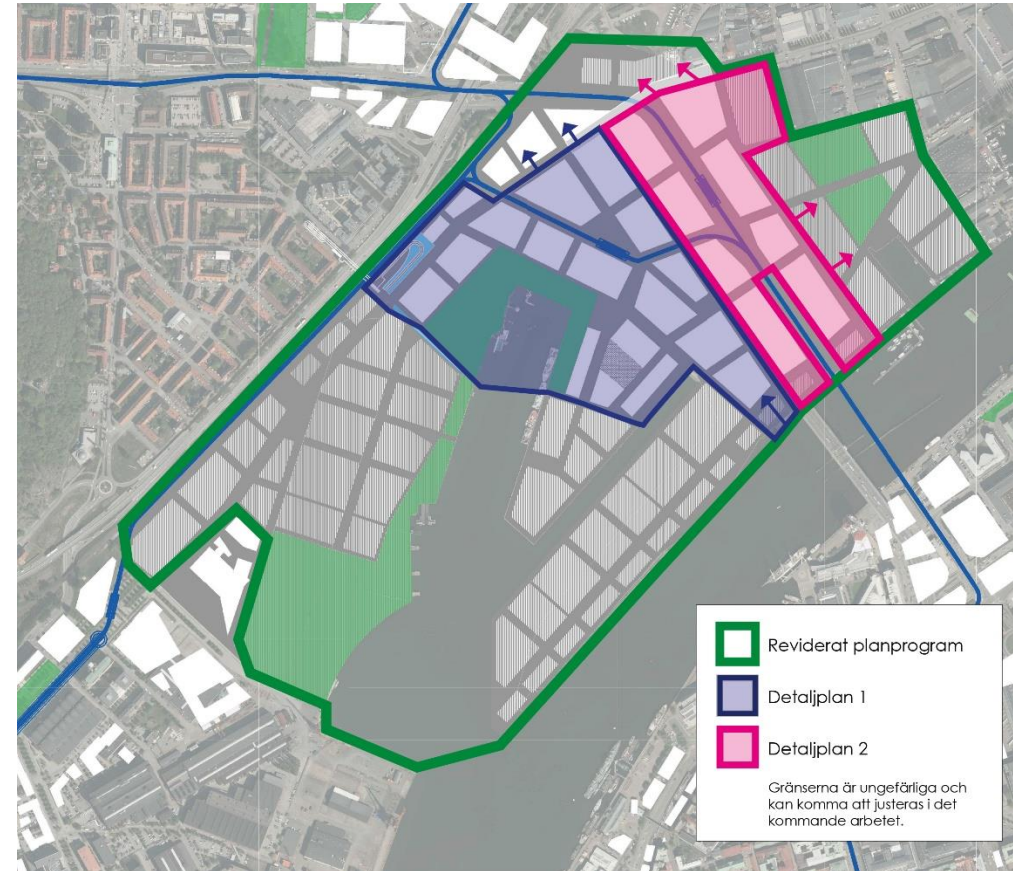 Reviderat planprogram
Detaljplan 1
Detaljplan 2
Gränserna är ungefärliga och
kan komma att justeras i det
kommande arbetet.